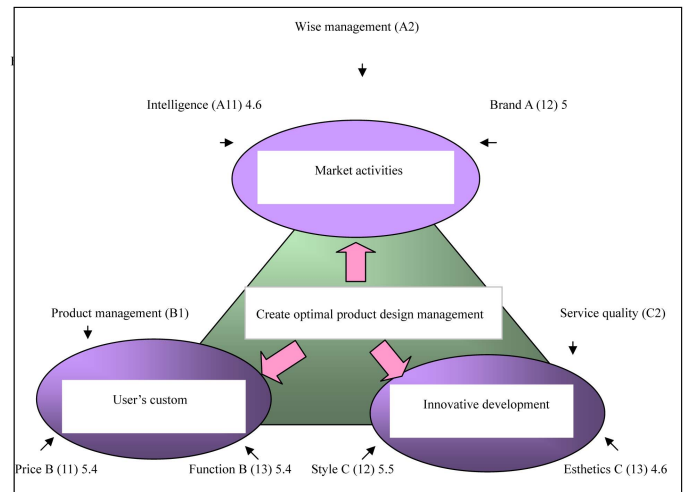 Wise management (A2)
Intelligence (A11) 4.6
Brand A (12) 5
Market activities
Create optimal product design management
Product management (B1)
Service quality (C2)
User's custom
Innovative development
Price B (11) 5.4
Function B (13) 5.4
Style C (12) 5.5
Esthetics C (13) 4.6